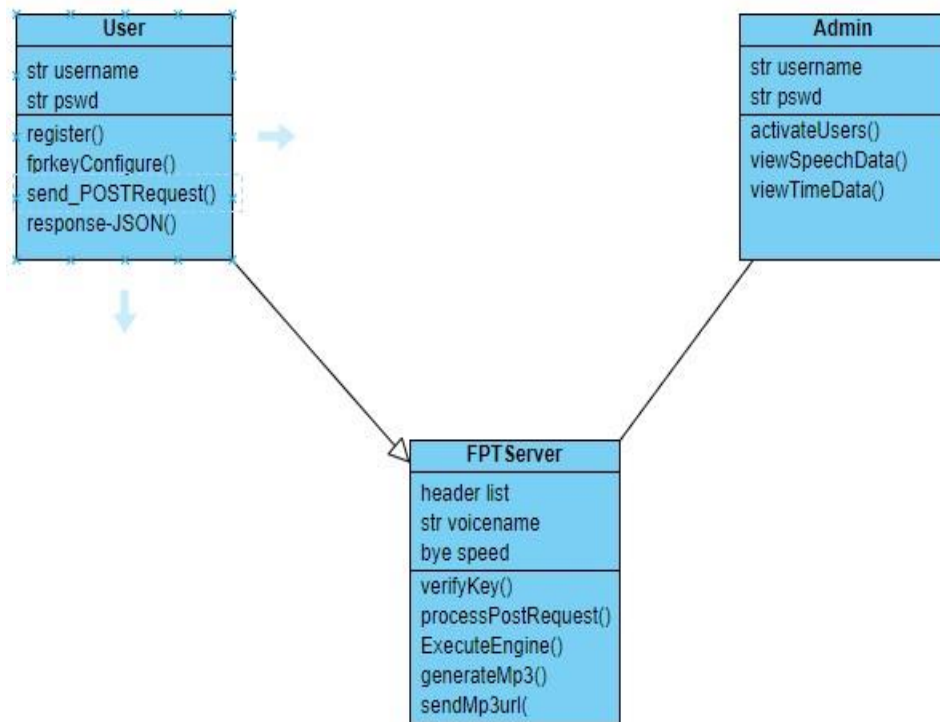 User
str username
str pswd
register()
fprkeyConfigure()
send_POSTRequest()
response-JSON()
Admin
str username
str pswd
activateUsers()
viewSpeechData()
viewTimeData()
FPTServer
header list
str voicename
bye speed
verifyKey()
processPostRequest()
ExecuteEngine()
generateMp3()
sendMp3url(